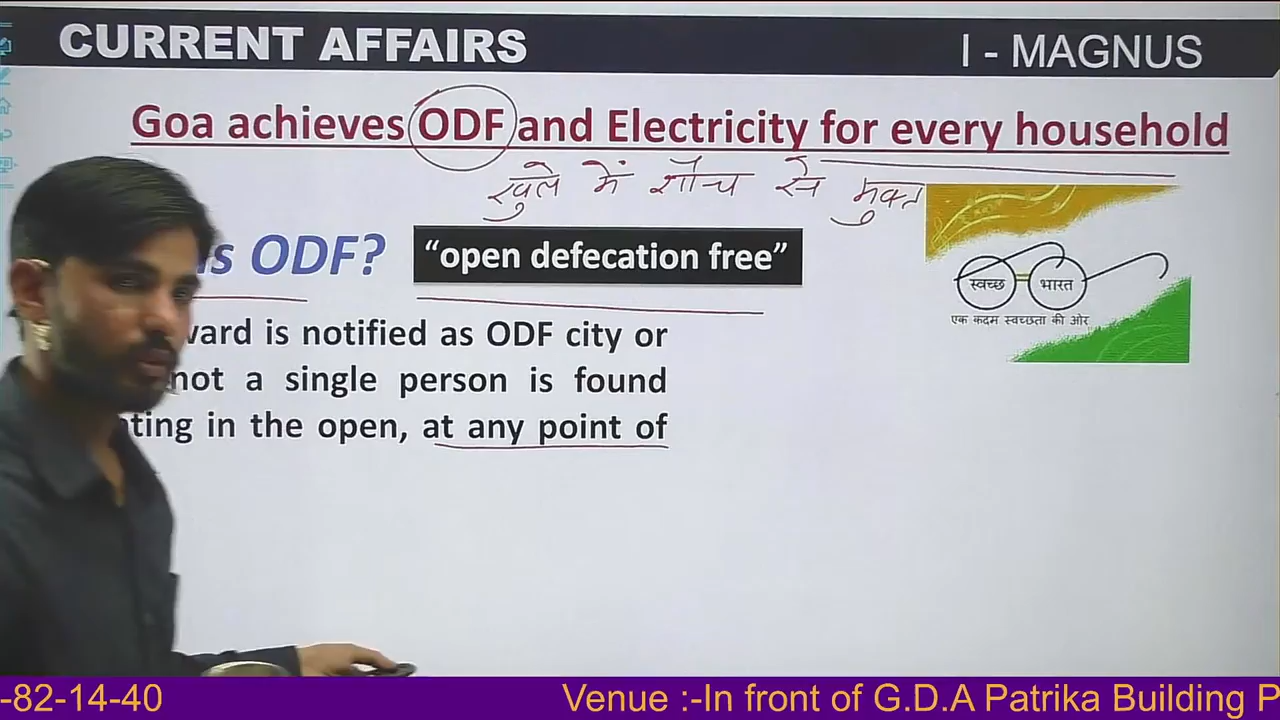 CURRENT AFFAIRS
I - MAGNUS
Goa achieves ODF and Electricity for every household
खुले में शौच से मुक्त
ODF?
“open defecation free”
स्वच्छ भारत
एक कदम स्वच्छता की ओर
is notified as ODF city or
not a single person is found
in the open, at any point of
-82-14-40
Venue :-In front of G.D.A Patrika Building P